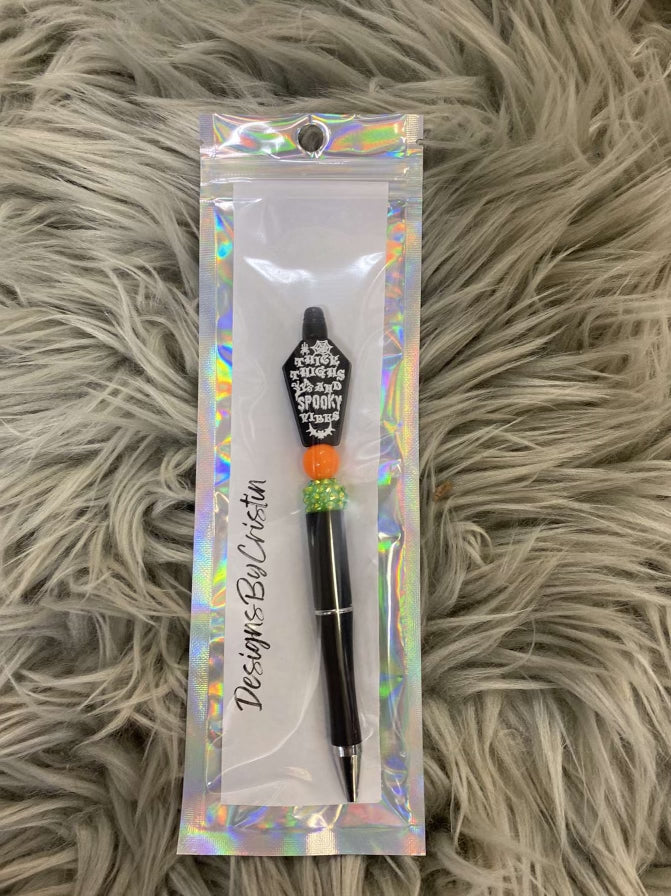 THICK
THIGHS
AND
SPOOKY
VIBES
DesignsByCristin